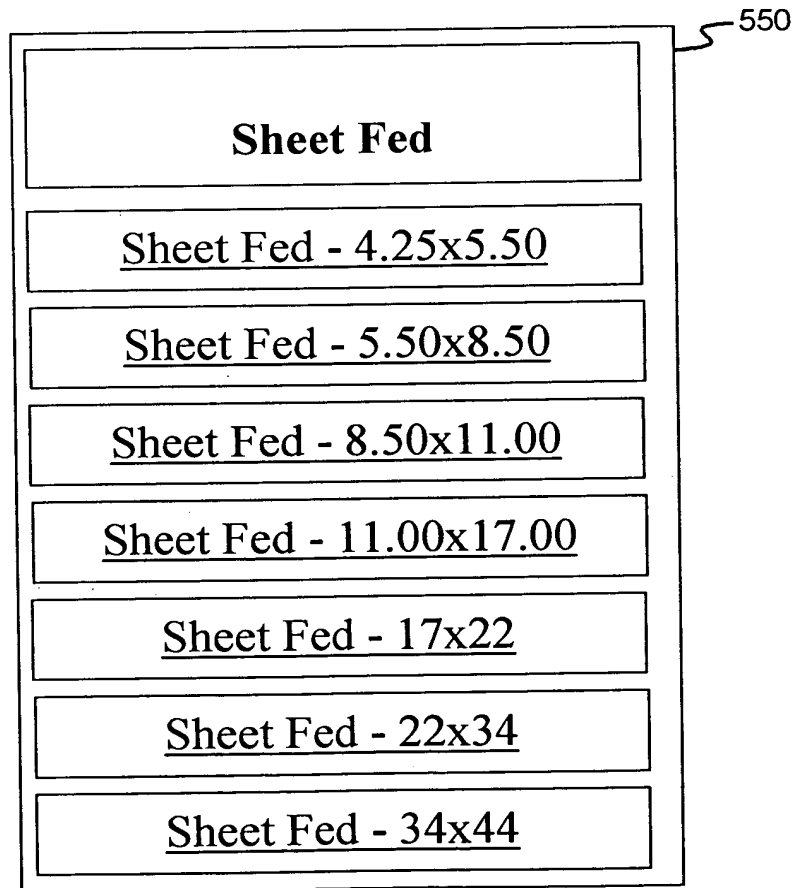 550
Sheet Fed
Sheet Fed - 4.25x5.50
Sheet Fed - 5.50x8.50
Sheet Fed - 8.50x11.00
Sheet Fed - 11.00x17.00
Sheet Fed - 17x22
Sheet Fed - 22x34
Sheet Fed - 34x44